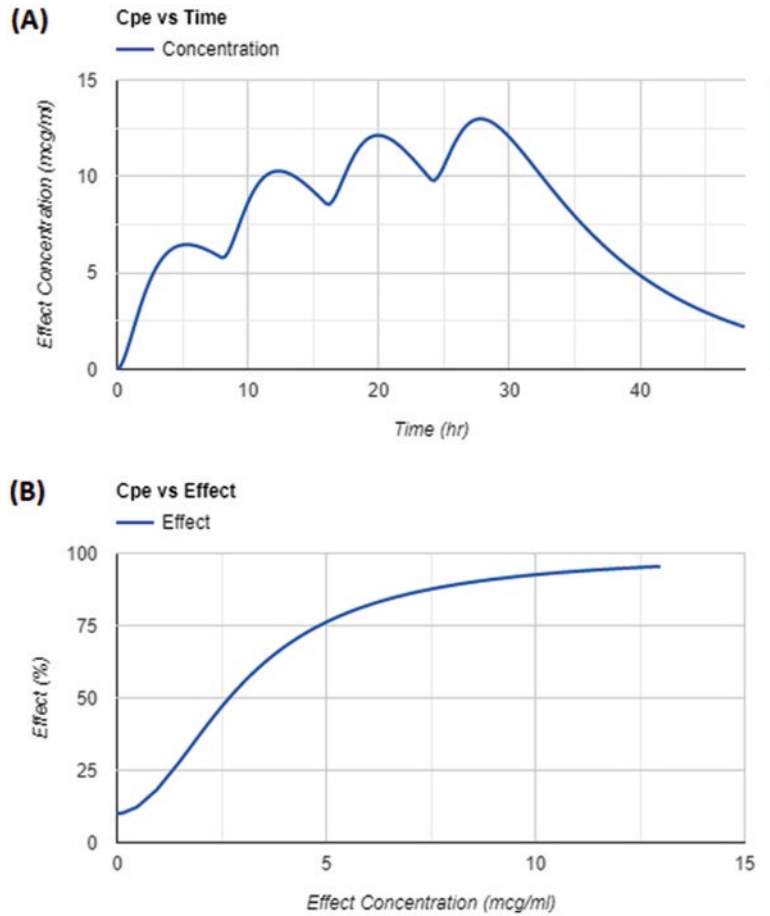 (A)
Cpe vs Time
Concentration
15
10
5
0
Effect Concentration (mcg/ml)
0 10 20 30 40
Time (hr)
(B)
Cpe vs Effect
Effect
100
75
50
25
0
Effect (%)
0 5 10 15
Effect Concentration (mcg/ml)